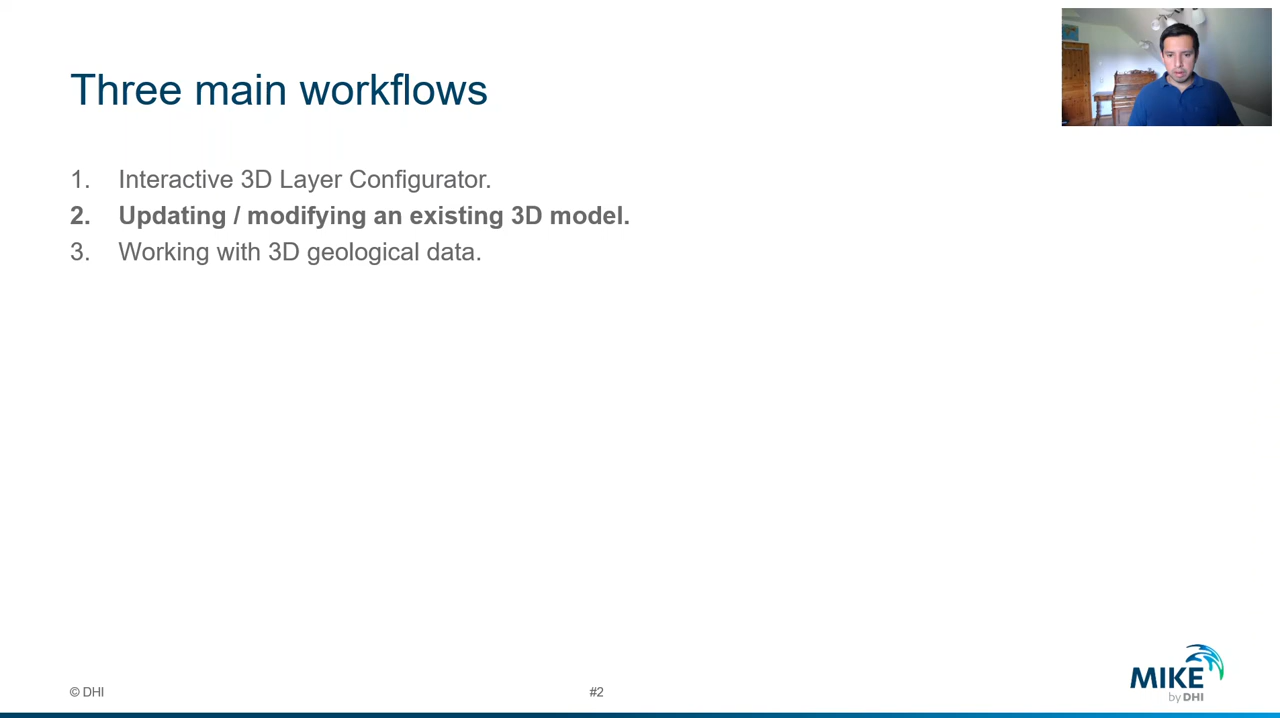 Three main workflows
1. Interactive 3D Layer Configurator.
2. Updating / modifying an existing 3D model.
3. Working with 3D geological data.
© DHI
#2
MIKE
by DHI